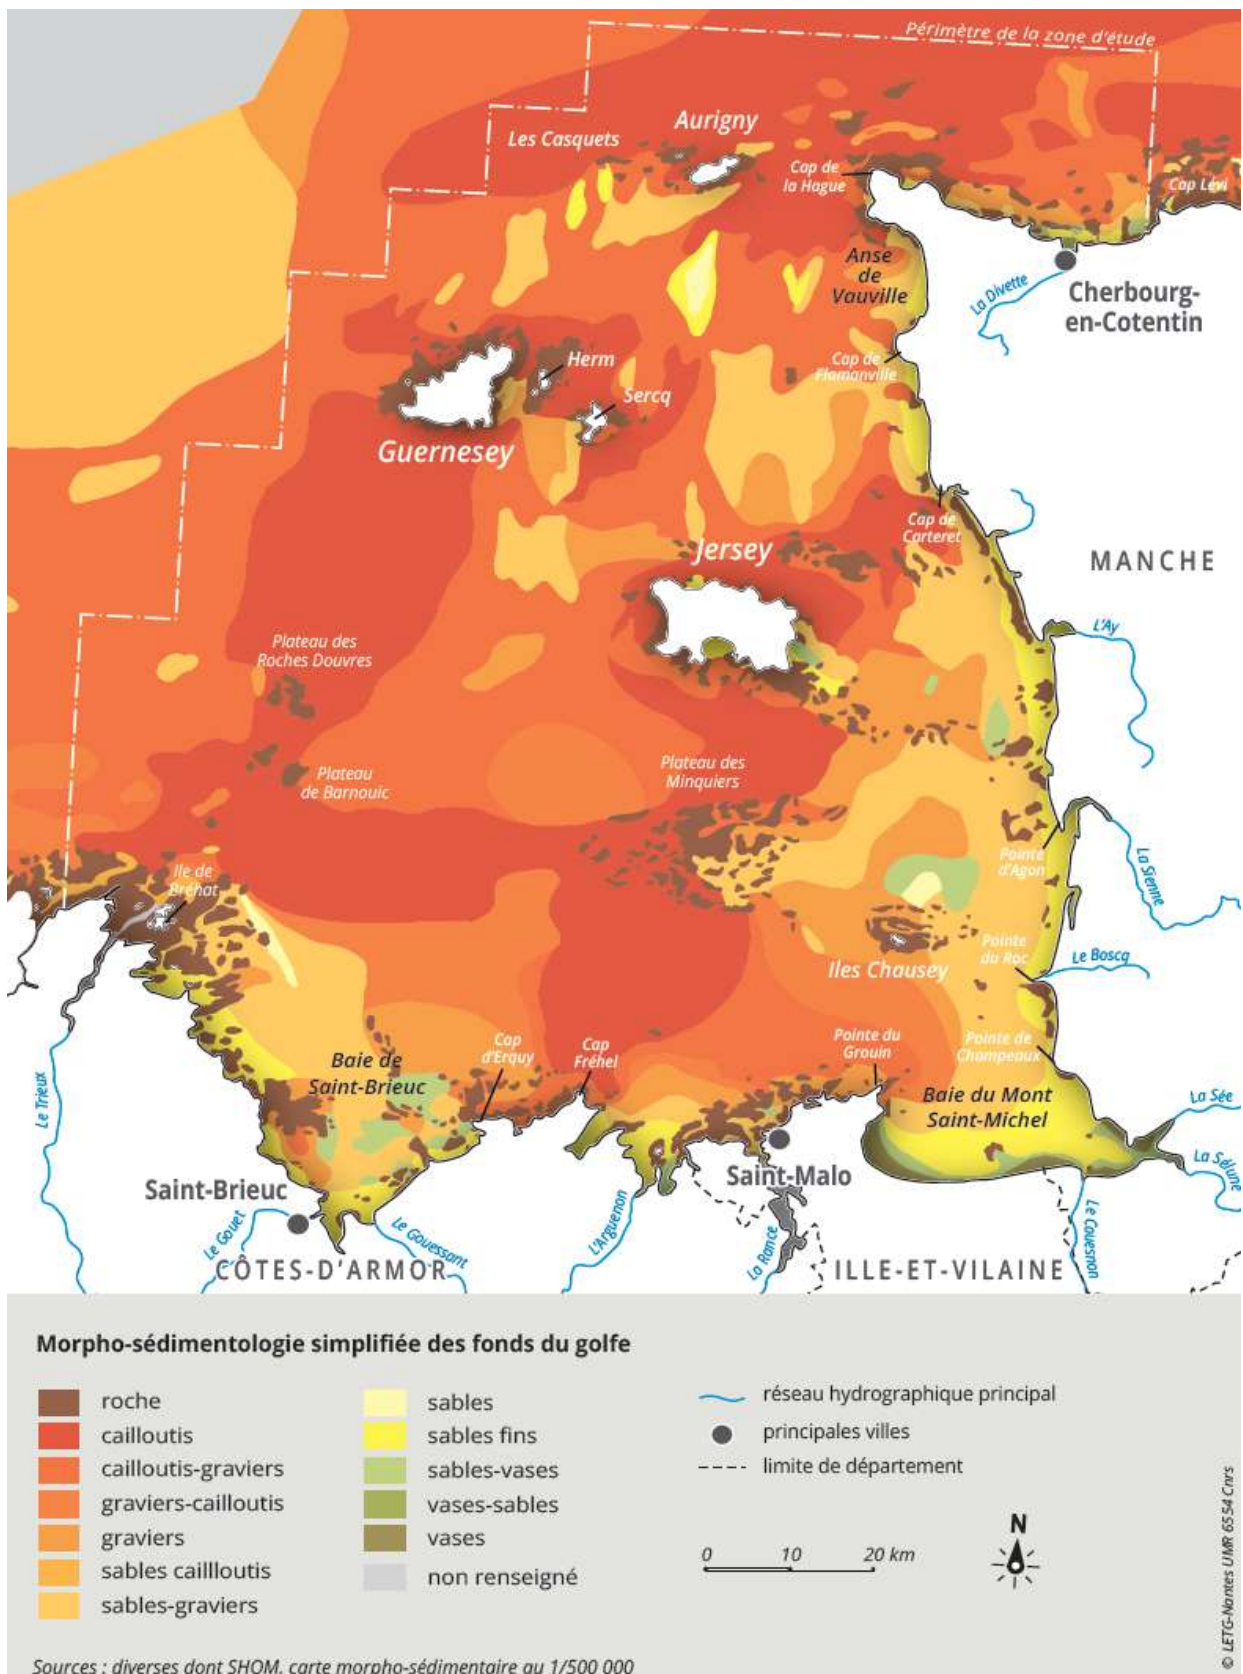 Périmètre de la zone d'étude
Aurigny
Les Casquets
Cap de
la Hague
Cap Lévi
Anse
de
Vauville
La Divette
Cherbourg-
en-Cotentin
Herm
Cap de
Flamanville
Sercq
Guernesey
Cap de
Carteret
Jersey
MANCHE
L'Ay
Plateau des
Roches Douvres
Plateau
de Barnouic
Plateau des
Minquiers
Pointe
d'Agon
La Sienne
Ile de
Bréhat
Pointe
du Roc
Le Boscq
Iles Chausey
Cap
d'Erquy
Cap
Fréhel
Pointe du
Grouin
Pointe de
Champeaux
Baie de
Saint-Brieuc
Le Trieux
Baie du Mont
Saint-Michel
La Sée
La Sélune
Saint-Brieuc
Saint-Malo
Le Gouet
Le Gouessant
L'Arguenon
La Rance
Le Couesnon
CÔTES-D'ARMOR
ILLE-ET-VILAINE
Morpho-sédimentologie simplifiée des fonds du golfe
roche
cailloutis
cailloutis-graviers
graviers-cailloutis
graviers
sables caillloutis
sables-graviers
sables
sables fins
sables-vases
vases-sables
vases
non renseigné
réseau hydrographique principal
principales villes
limite de département
0 10 20 km
N
© LETG-Nantes UMR 6554 Cnrs
Sources : diverses dont SHOM, carte morpho-sédimentaire au 1/500 000